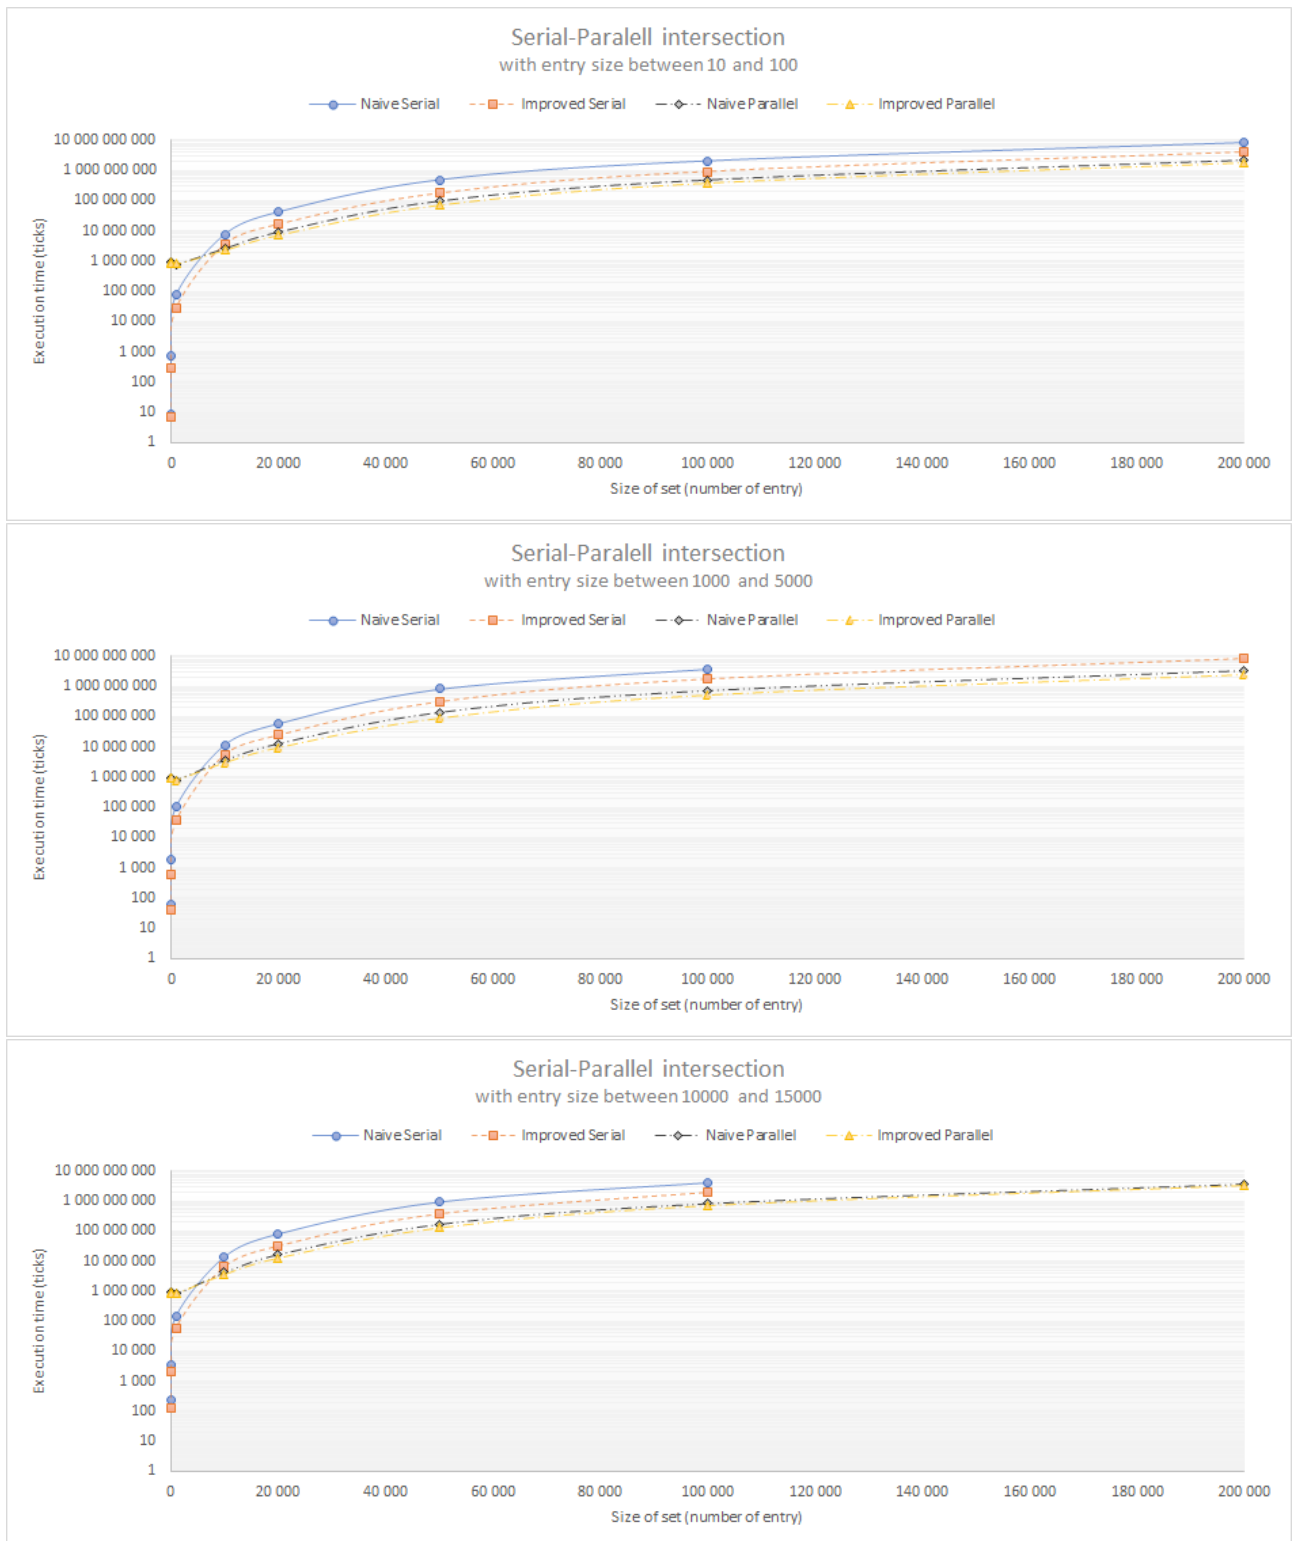 Serial-Paralell intersection
with entry size between 10 and 100
Naive Serial Improved Serial Naive Parallel Improved Parallel
Execution time (ticks)
10 000 000 000
1 000 000 000
100 000 000
10 000 000
1 000 000
100 000
10 000
1 000
100
10
1
0 20 000 40 000 60 000 80 000 100 000 120 000 140 000 160 000 180 000 200 000
Size of set (number of entry)
Serial-Paralell intersection
with entry size between 1000 and 5000
Naive Serial Improved Serial Naive Parallel Improved Parallel
Execution time (ticks)
10 000 000 000
1 000 000 000
100 000 000
10 000 000
1 000 000
100 000
10 000
1 000
100
10
1
0 20 000 40 000 60 000 80 000 100 000 120 000 140 000 160 000 180 000 200 000
Size of set (number of entry)
Serial-Parallel intersection
with entry size between 10000 and 15000
Naive Serial Improved Serial Naive Parallel Improved Parallel
Execution time (ticks)
10 000 000 000
1 000 000 000
100 000 000
10 000 000
1 000 000
100 000
10 000
1 000
100
10
1
0 20 000 40 000 60 000 80 000 100 000 120 000 140 000 160 000 180 000 200 000
Size of set (number of entry)